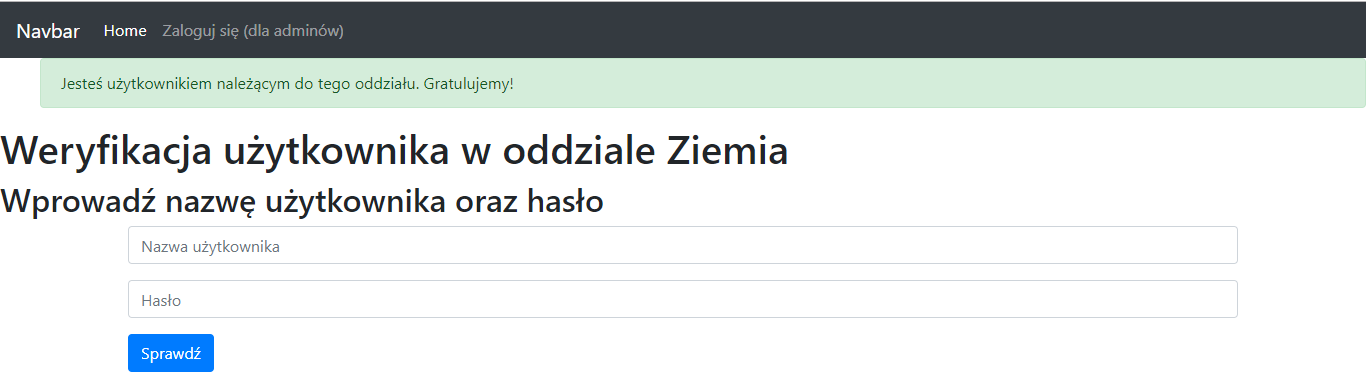 Navbar Home Zaloguj się (dla adminów)
Jesteś użytkownikiem należącym do tego oddziału. Gratulujemy!
Weryfikacja użytkownika w oddziale Ziemia
Wprowadź nazwę użytkownika oraz hasło
Nazwa użytkownika
Hasło
Sprawdź